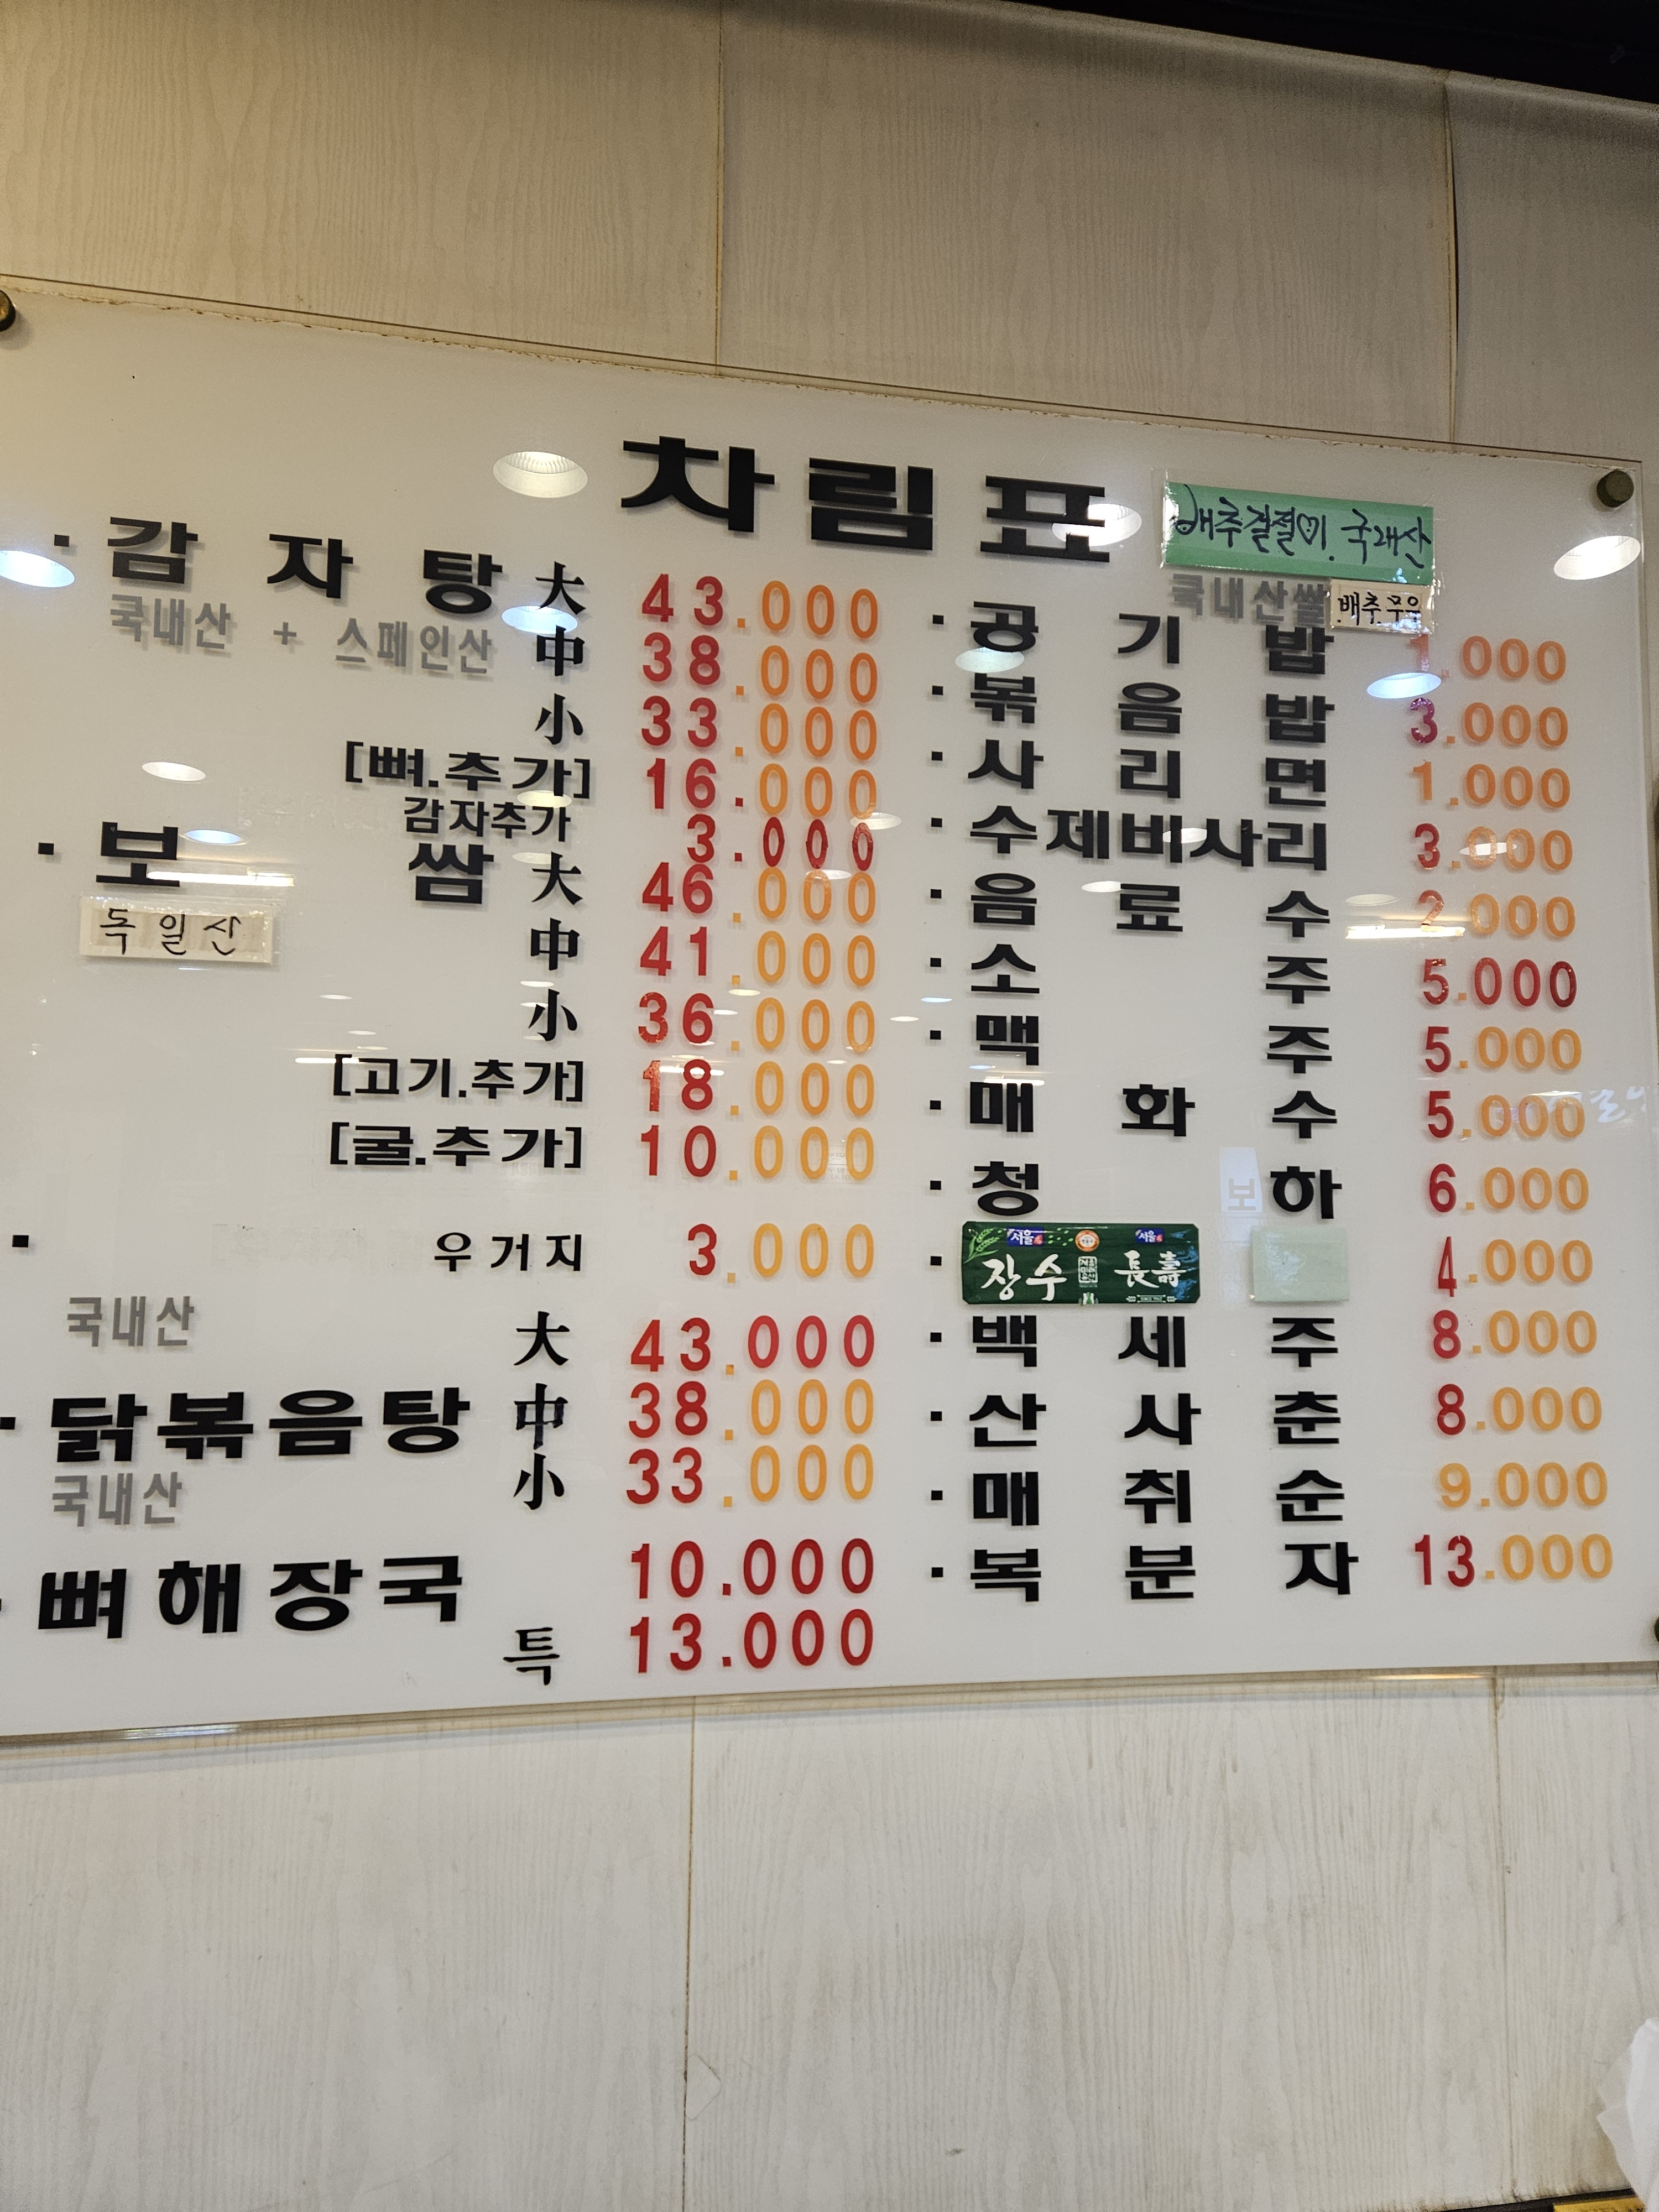 차림표
배추겉절이. 국내산
· 감자탕 大 43.000
국내산 + 스페인산 中 38.000
小 33.000
[뼈.추가] 16.000
감자추가 3.000
· 보쌈 大 46.000
독일산 中 41.000
小 36.000
[고기.추가] 18.000
[굴.추가] 10.000
· 우거지 3.000
국내산 大 43.000
· 닭볶음탕 中 38.000
국내산 小 33.000
· 뼈해장국 10.000
특 13.000
국내산쌀 배추.무우
· 공기밥 1.000
· 볶음밥 3.000
· 사리면 1.000
· 수제비사리 3.000
· 음료수 2.000
· 소주 5.000
· 맥주 5.000
· 매화수 5.000
· 청하 6.000
· 서울 장수 서울 長壽 4.000
· 백세주 8.000
· 산사춘 8.000
· 매취순 9.000
· 복분자 13.000